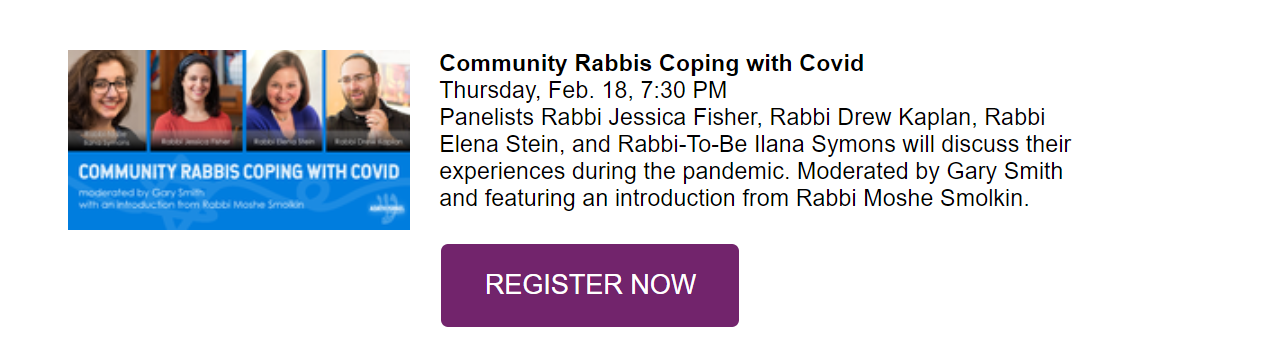 Rabbi-To-Be
Ilana Symons
Rabbi Jessica Fisher
Rabbi Elena Stein
Rabbi Drew Kaplan
COMMUNITY RABBIS COPING WITH COVID
moderated by Gary Smith
with an introduction from Rabbi Moshe Smolkin
Community Rabbis Coping with Covid
Thursday, Feb. 18, 7:30 PM
Panelists Rabbi Jessica Fisher, Rabbi Drew Kaplan, Rabbi
Elena Stein, and Rabbi-To-Be Ilana Symons will discuss their
experiences during the pandemic. Moderated by Gary Smith
and featuring an introduction from Rabbi Moshe Smolkin.
REGISTER NOW